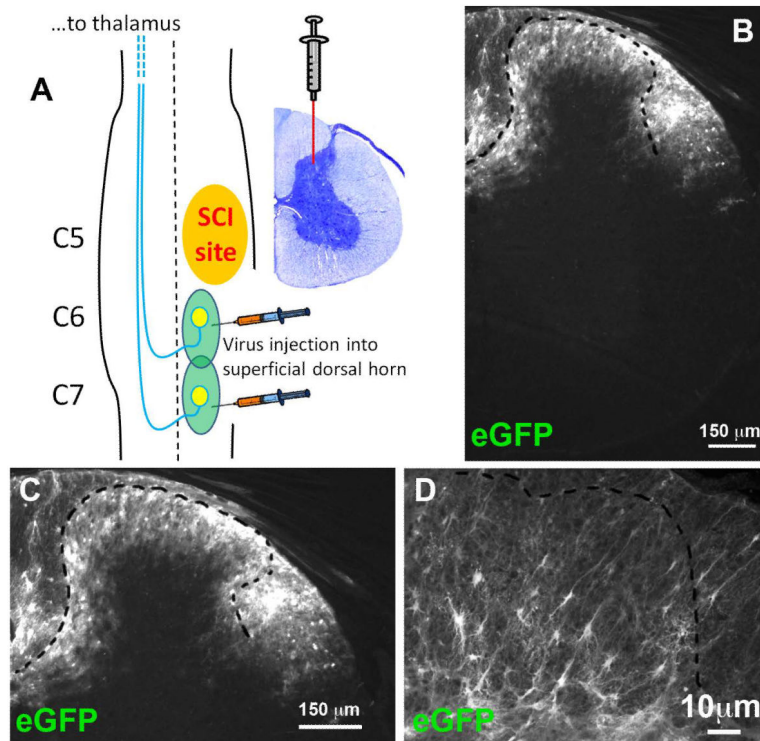 ...to thalamus
A
C5
SCI
site
C6
Virus injection into
superficial dorsal horn
C7
B
eGFP
150 μm
C
eGFP
150 μm
D
eGFP
10μm